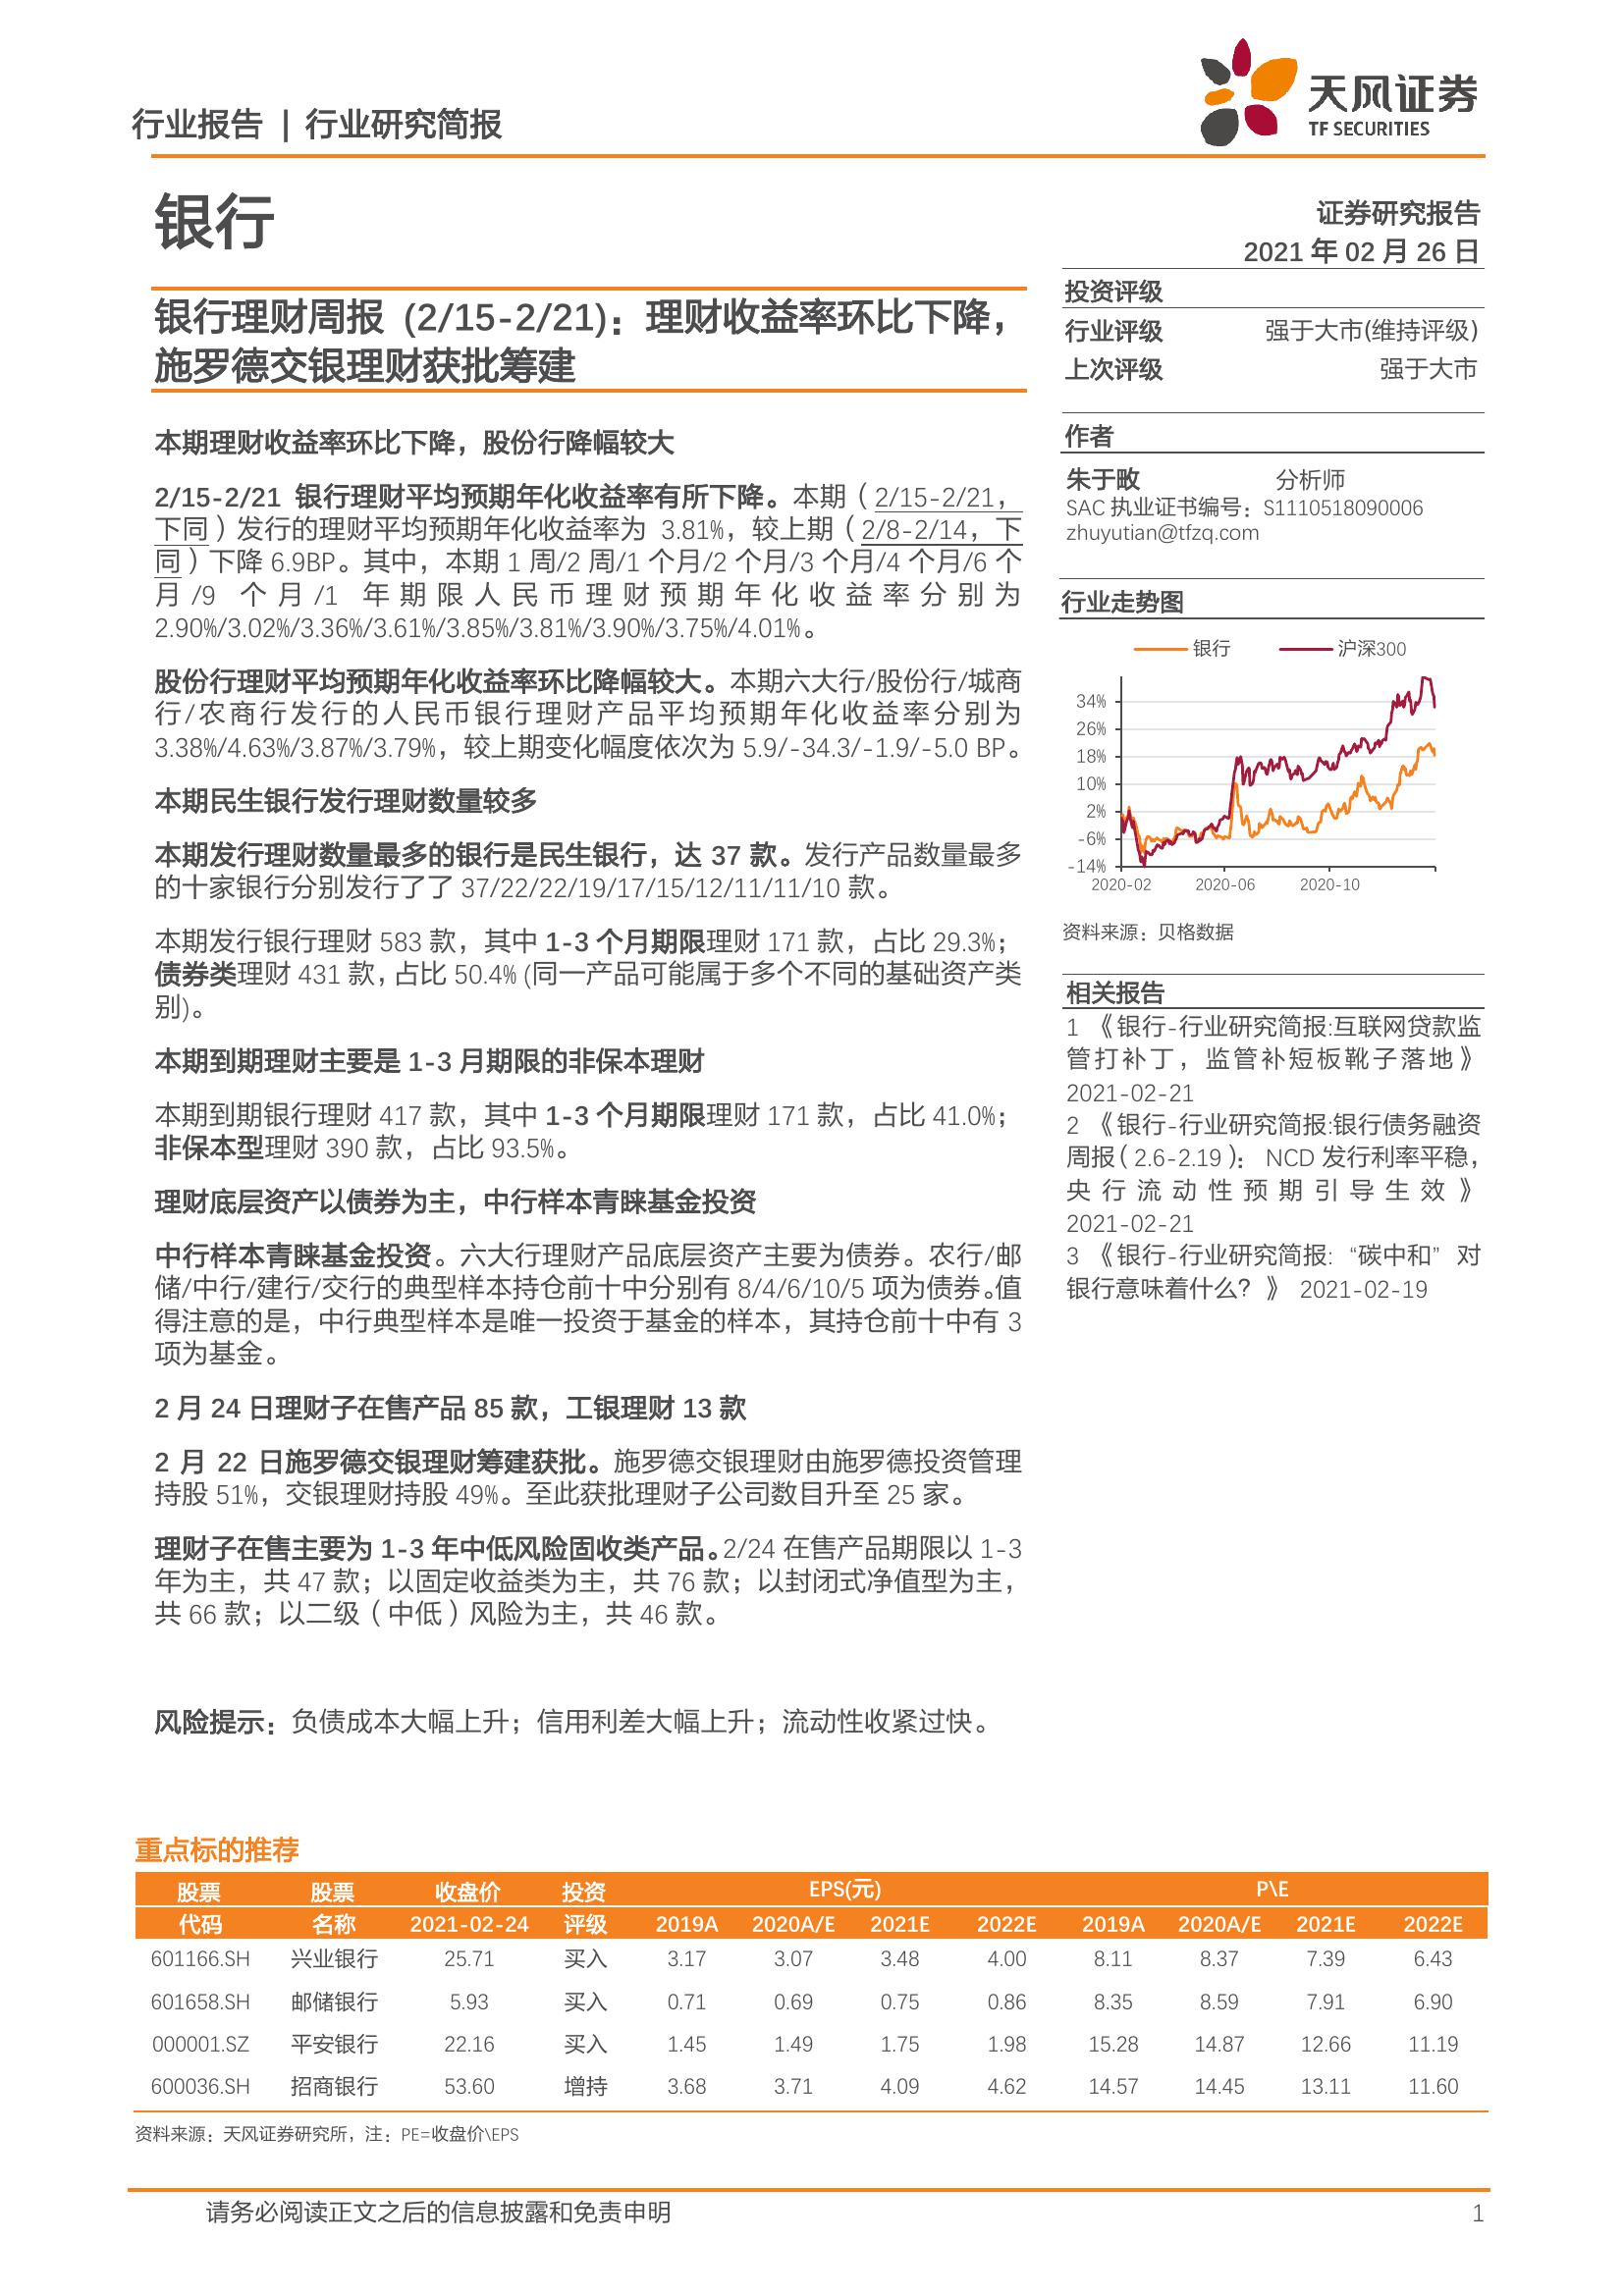 行业报告 | 行业研究简报
天风证券
TF SECURITIES
银行
证券研究报告
2021 年 02 月 26 日
银行理财周报（2/15-2/21）：理财收益率环比下降，
施罗德交银理财获批筹建
本期理财收益率环比下降，股份行降幅较大
2/15-2/21 银行理财平均预期年化收益率有所下降。本期（2/15-2/21，
下同）发行的理财平均预期年化收益率为 3.81%，较上期（2/8-2/14，下
同）下降 6.9BP。其中，本期 1 周/2 周/1 个月/2 个月/3 个月/4 个月/6 个
月/9 个月/1 年期限人民币理财预期年化收益率分别为
2.90%/3.02%/3.36%/3.61%/3.85%/3.81%/3.90%/3.75%/4.01%。
股份行理财平均预期年化收益率环比降幅较大。本期六大行/股份行/城商
行/农商行发行的人民币银行理财产品平均预期年化收益率分别为
3.38%/4.63%/3.87%/3.79%，较上期变化幅度依次为 5.9/-34.3/-1.9/-5.0 BP。
本期民生银行发行理财数量较多
本期发行理财数量最多的银行是民生银行，达 37 款。发行产品数量最多
的十家银行分别发行了了 37/22/22/19/17/15/12/11/11/10 款。
本期发行银行理财 583 款，其中 1-3 个月期限理财 171 款，占比 29.3%；
债券类理财 431 款，占比 50.4% (同一产品可能属于多个不同的基础资产类
别)。
本期到期理财主要是 1-3 月期限的非保本理财
本期到期银行理财 417 款，其中 1-3 个月期限理财 171 款，占比 41.0%；
非保本型理财 390 款，占比 93.5%。
理财底层资产以债券为主，中行样本青睐基金投资
中行样本青睐基金投资。六大行理财产品底层资产主要为债券。农行/邮
储/中行/建行/交行的典型样本持仓前十中分别有 8/4/6/10/5 项为债券。值
得注意的是，中行典型样本是唯一投资于基金的样本，其持仓前十中有 3
项为基金。
2 月 24 日理财子在售产品 85 款，工银理财 13 款
2 月 22 日施罗德交银理财筹建获批。施罗德交银理财由施罗德投资管理
持股 51%，交银理财持股 49%。至此获批理财子公司数目升至 25 家。
理财子在售主要为 1-3 年中低风险固收类产品。2/24 在售产品期限以 1-3
年为主，共 47 款；以固定收益类为主，共 76 款；以封闭式净值型为主，
共 66 款；以二级（中低）风险为主，共 46 款。
风险提示：负债成本大幅上升；信用利差大幅上升；流动性收紧过快。
投资评级
行业评级 强于大市(维持评级)
上次评级 强于大市
作者
朱于畋 分析师
SAC 执业证书编号：S1110518090006
zhuyutian@tfzq.com
行业走势图
银行 沪深300
34%
26%
18%
10%
2%
-6%
-14%
2020-02 2020-06 2020-10
资料来源：贝格数据
相关报告
1 《银行-行业研究简报:互联网贷款监
管打补丁，监管补短板靴子落地》
2021-02-21
2 《银行-行业研究简报:银行债务融资
周报（2.6-2.19）： NCD 发行利率平稳，
央行流动性预期引导生效》
2021-02-21
3 《银行-行业研究简报:“碳中和”对
银行意味着什么？》 2021-02-19
重点标的推荐
股票 股票 收盘价 投资 EPS(元) P\E
代码 名称 2021-02-24 评级 2019A 2020A/E 2021E 2022E 2019A 2020A/E 2021E 2022E
601166.SH 兴业银行 25.71 买入 3.17 3.07 3.48 4.00 8.11 8.37 7.39 6.43
601658.SH 邮储银行 5.93 买入 0.71 0.69 0.75 0.86 8.35 8.59 7.91 6.90
000001.SZ 平安银行 22.16 买入 1.45 1.49 1.75 1.98 15.28 14.87 12.66 11.19
600036.SH 招商银行 53.60 增持 3.68 3.71 4.09 4.62 14.57 14.45 13.11 11.60
资料来源：天风证券研究所，注：PE=收盘价\EPS
请务必阅读正文之后的信息披露和免责申明 1